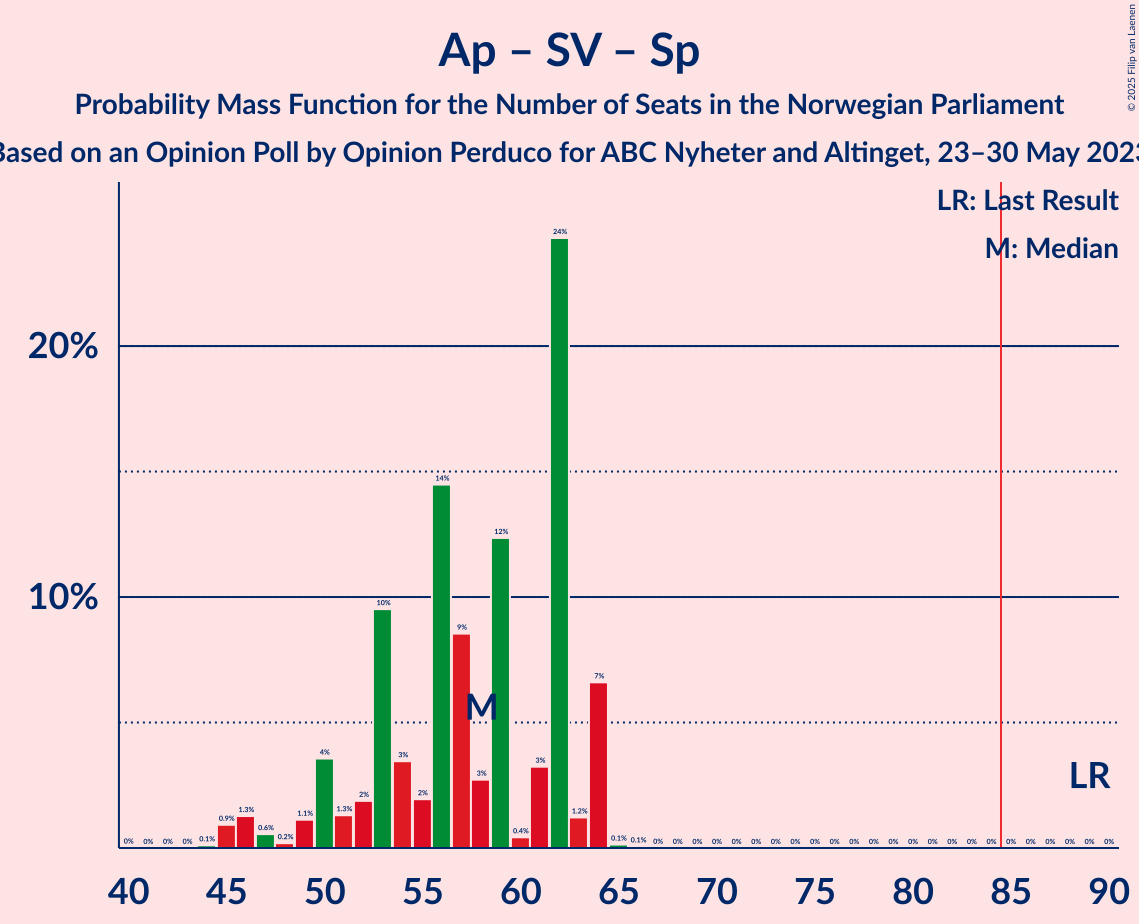 Ap – SV – Sp
Probability Mass Function for the Number of Seats in the Norwegian Parliament
Based on an Opinion Poll by Opinion Perduco for ABC Nyheter and Altinget, 23–30 May 2023
© 2025 Filip van Laenen
LR: Last Result
M: Median
20%
10%
0% 0% 0% 0% 0.1% 0.9% 1.3% 0.6% 0.2% 1.1% 4% 1.3% 2% 10% 3% 2% 14% 9% 3% 12% 0.4% 3% 24% 1.2% 7% 0.1% 0.1% 0% 0% 0% 0% 0% 0% 0% 0% 0% 0% 0% 0% 0% 0% 0% 0% 0% 0% 0% 0% 0% 0% 0% 0%
M
LR
40 45 50 55 60 65 70 75 80 85 90